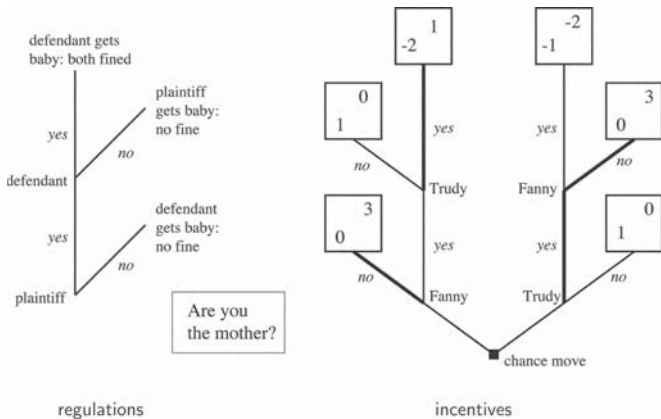 defendant gets
baby: both fined
yes
plaintiff
gets baby:
no fine
no
defendant
yes
defendant
gets baby:
no fine
no
plaintiff
Are you
the mother?
regulations
1
-2
-2
-1
0
1
3
0
yes
no
yes
no
Trudy
Fanny
3
0
0
1
yes
no
yes
no
Fanny
Trudy
chance move
incentives